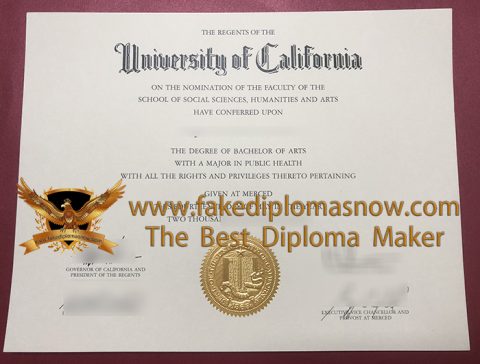 THE REGENTS OF THE
University of California
ON THE NOMINATION OF THE FACULTY OF THE
SCHOOL OF SOCIAL SCIENCES, HUMANITIES AND ARTS
HAVE CONFERRED UPON
THE DEGREE OF BACHELOR OF ARTS
WITH A MAJOR IN PUBLIC HEALTH
WITH ALL THE RIGHTS AND PRIVILEGES THERETO PERTAINING
GIVEN AT MERCED
www.fakediplomasnow.com
TWO THOUSA
The Best Diploma Maker
GOVERNOR OF CALIFORNIA AND
PRESIDENT OF THE REGENTS
EXECUTIVE VICE CHANCELLOR AND
PROVOST AT MERCED